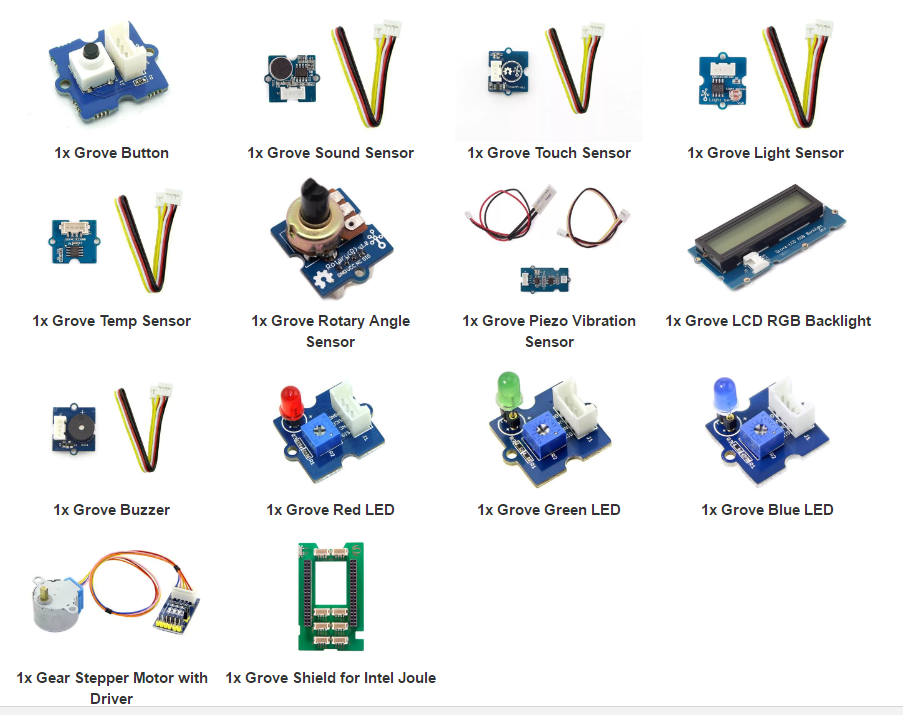 1x Grove Button
1x Grove Sound Sensor
1x Grove Touch Sensor
1x Grove Light Sensor
1x Grove Temp Sensor
1x Grove Rotary Angle
Sensor
1x Grove Piezo Vibration
Sensor
1x Grove LCD RGB Backlight
1x Grove Buzzer
1x Grove Red LED
1x Grove Green LED
1x Grove Blue LED
1x Gear Stepper Motor with
Driver
1x Grove Shield for Intel Joule